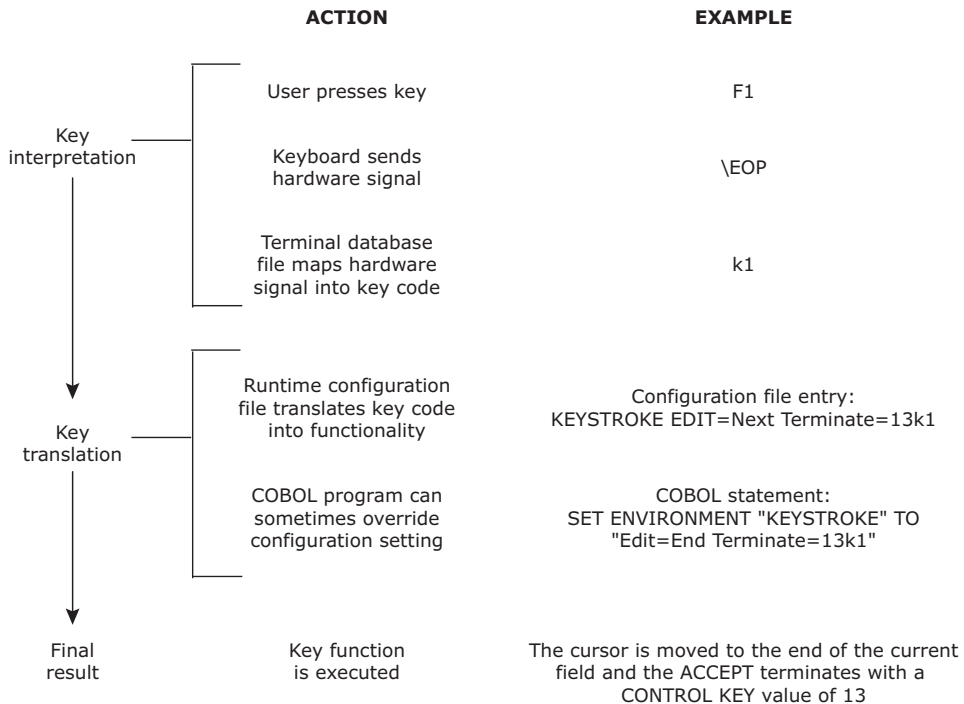 ACTION
EXAMPLE
User presses key
F1
Key
interpretation
Keyboard sends
hardware signal
\EOP
Terminal database
file maps hardware
signal into key code
k1
Runtime configuration
file translates key code
into functionality
Configuration file entry:
KEYSTROKE EDIT=Next Terminate=13k1
Key
translation
COBOL program can
sometimes override
configuration setting
COBOL statement:
SET ENVIRONMENT "KEYSTROKE" TO
"Edit=End Terminate=13k1"
Final
result
Key function
is executed
The cursor is moved to the end of the current
field and the ACCEPT terminates with a
CONTROL KEY value of 13